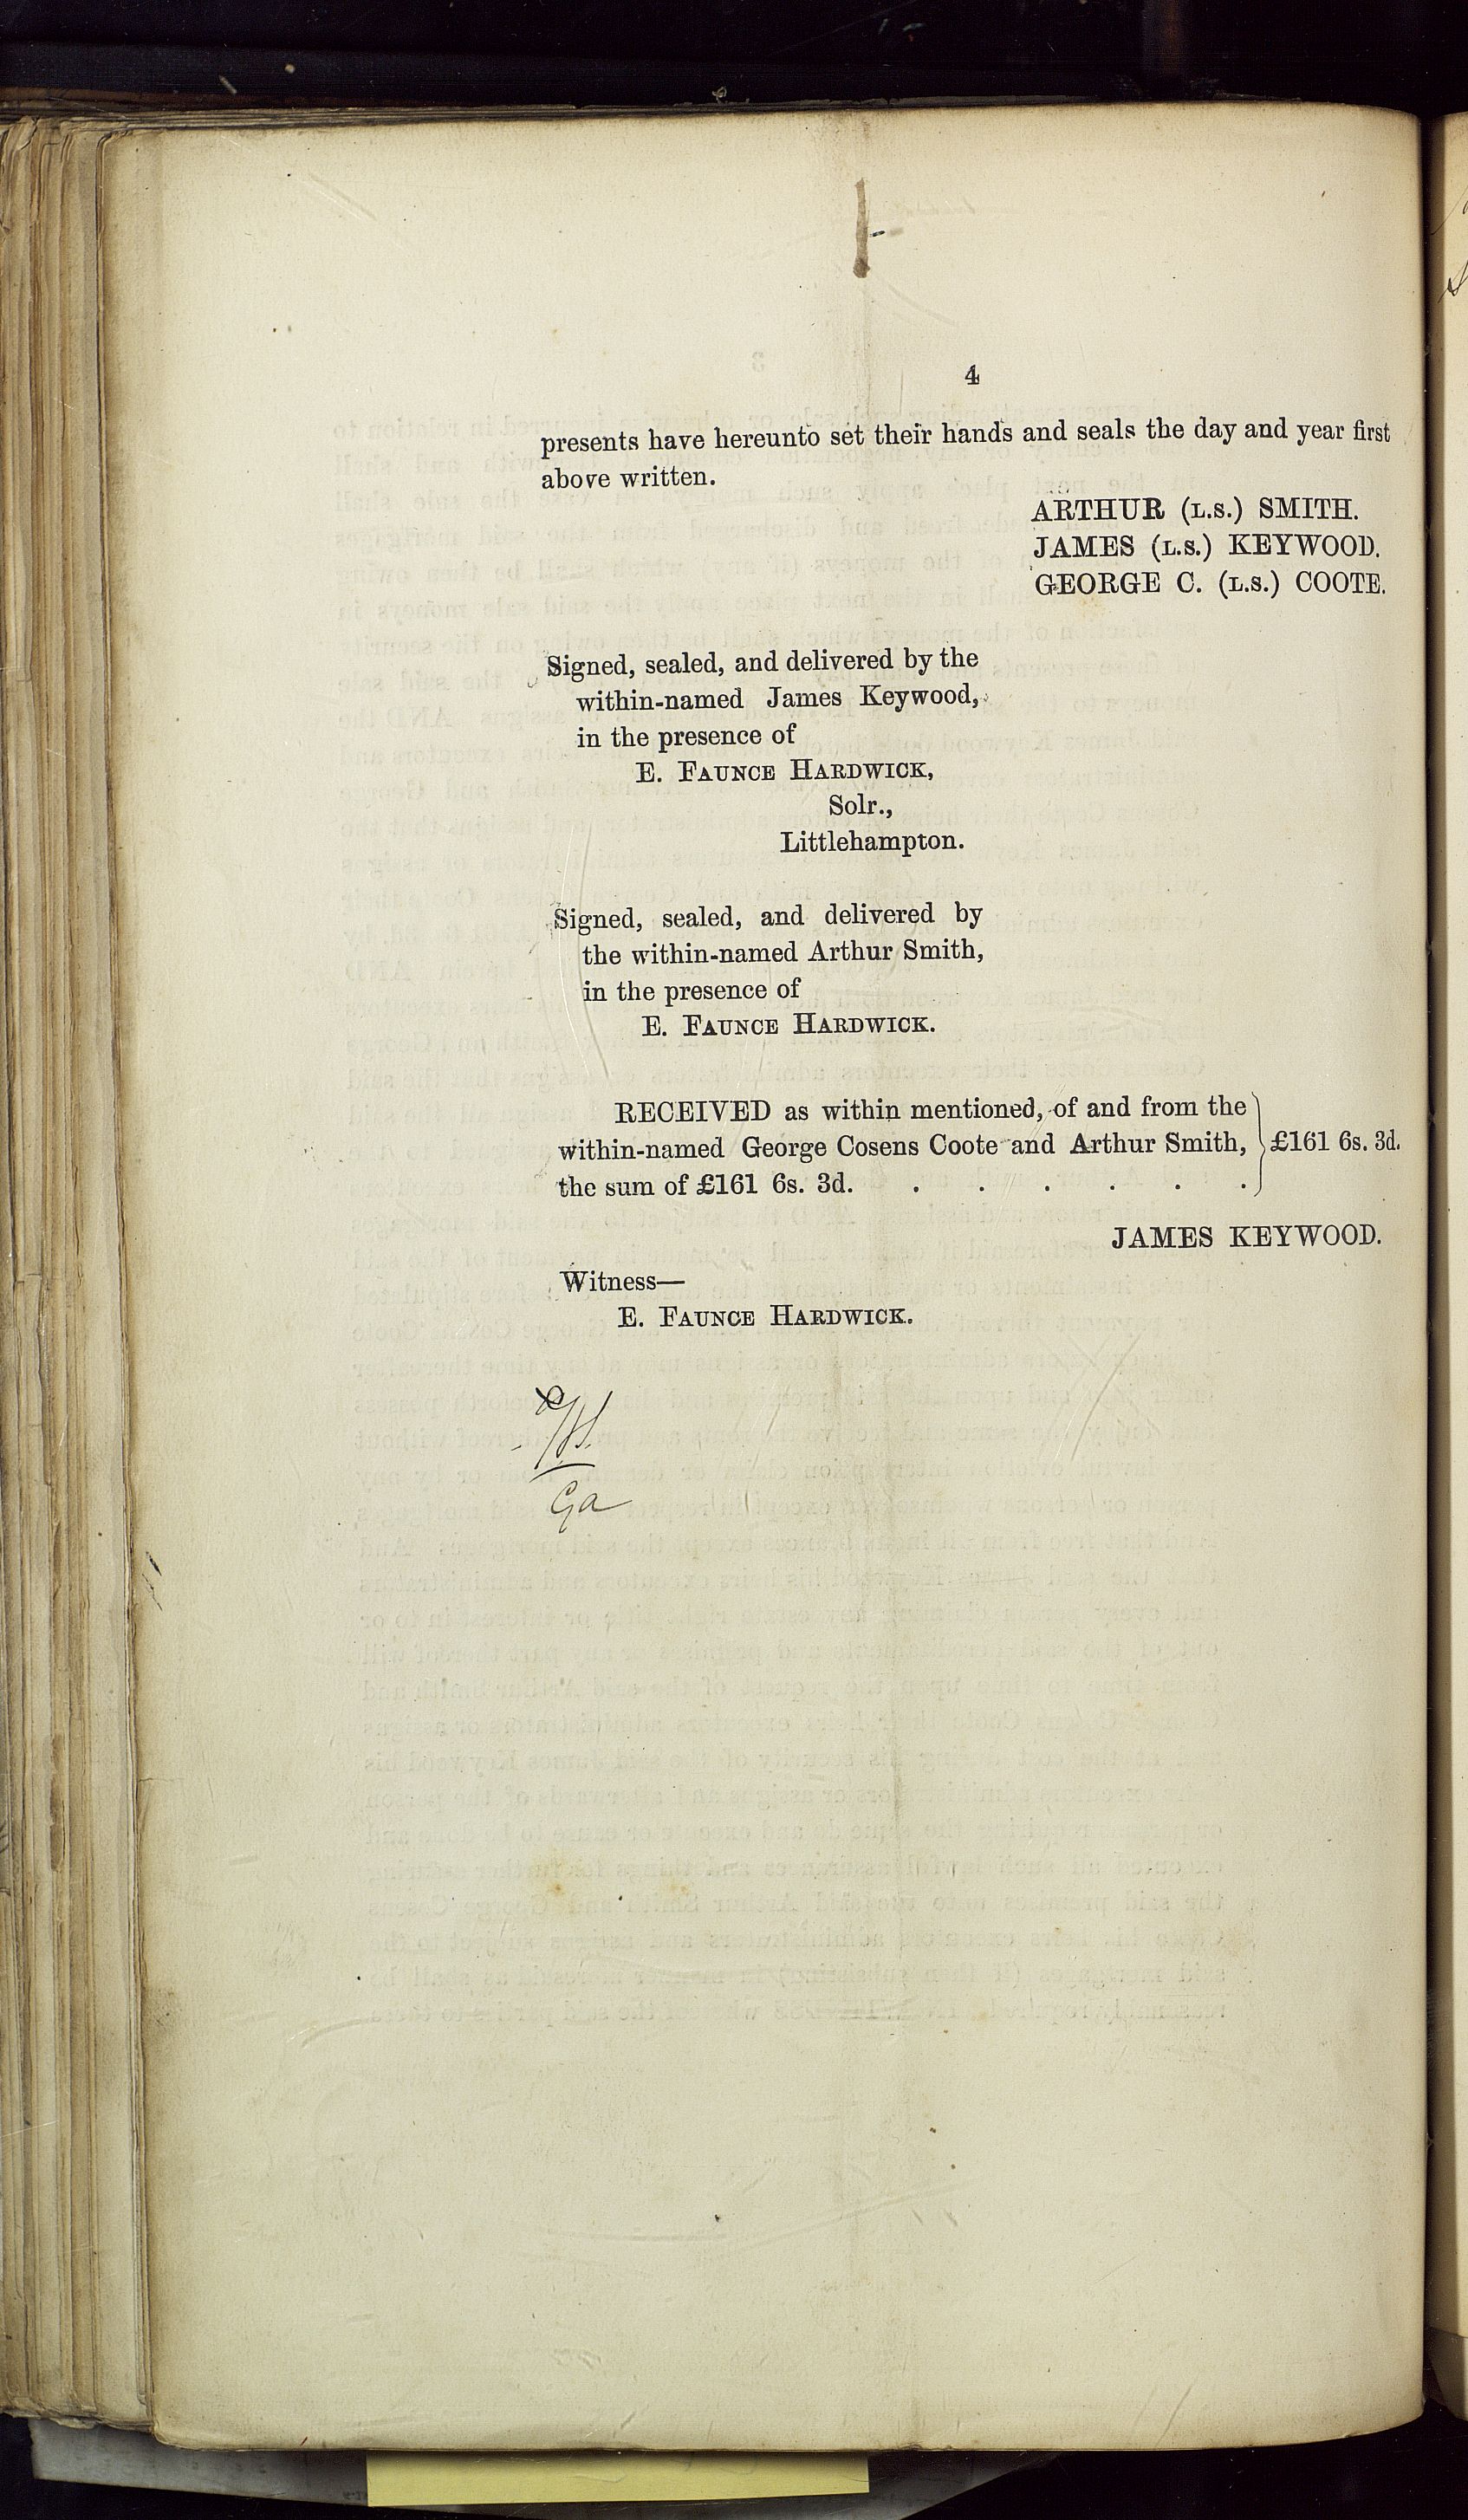 4
presents have hereunto set their hands and seals the day and year first
above written.
ARTHUR (L.S.) SMITH.
JAMES (L.S.) KEYWOOD.
GEORGE C. (L.S.) COOTE.
Signed, sealed, and delivered by the
within-named James Keywood,
in the presence of
E. FAUNCE HARDWICK,
Solr.,
Littlehampton.
Signed, sealed, and delivered by
the within-named Arthur Smith,
in the presence of
E. FAUNCE HARDWICK.
RECEIVED as within mentioned, of and from the
within-named George Cosens Coote and Arthur Smith, } £161 6s. 3d.
the sum of £161 6s. 3d. . . . . . .
JAMES KEYWOOD.
Witness—
E. FAUNCE HARDWICK.